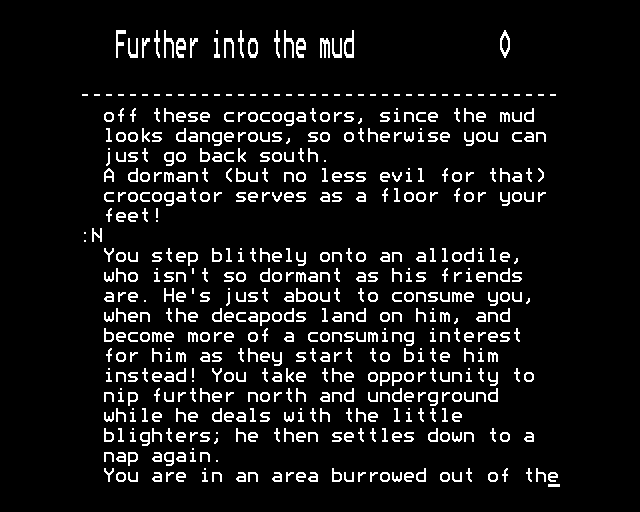 Further into the mud 0
----------------------------------------
off these crocogators, since the mud
looks dangerous, so otherwise you can
just go back south.
A dormant (but no less evil for that)
crocogator serves as a floor for your
feet!
:N
You step blithely onto an allodile,
who isn't so dormant as his friends
are. He's just about to consume you,
when the decapods land on him, and
become more of a consuming interest
for him as they start to bite him
instead! You take the opportunity to
nip further north and underground
while he deals with the little
blighters; he then settles down to a
nap again.
You are in an area burrowed out of the